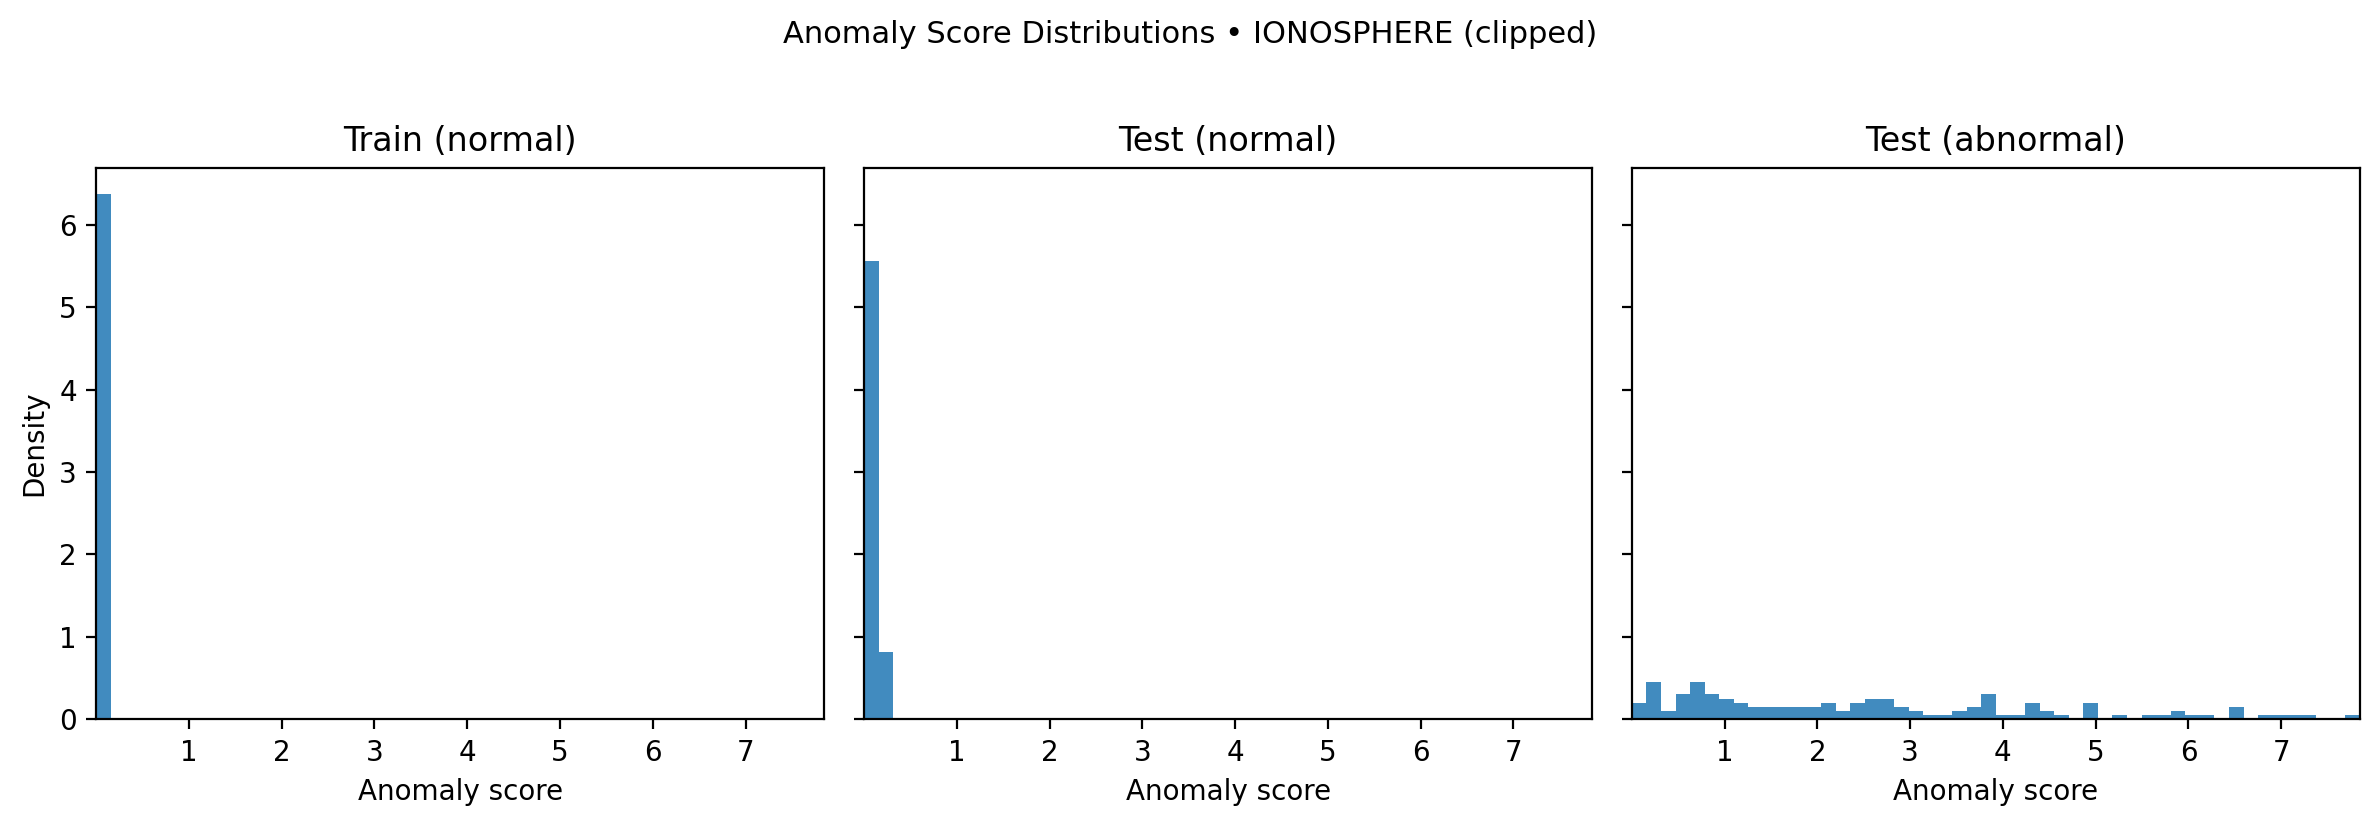 Anomaly Score Distributions • IONOSPHERE (clipped)
Train (normal)
Test (normal)
Test (abnormal)
Density
6
5
4
3
2
1
0
1 2 3 4 5 6 7
1 2 3 4 5 6 7
1 2 3 4 5 6 7
Anomaly score
Anomaly score
Anomaly score